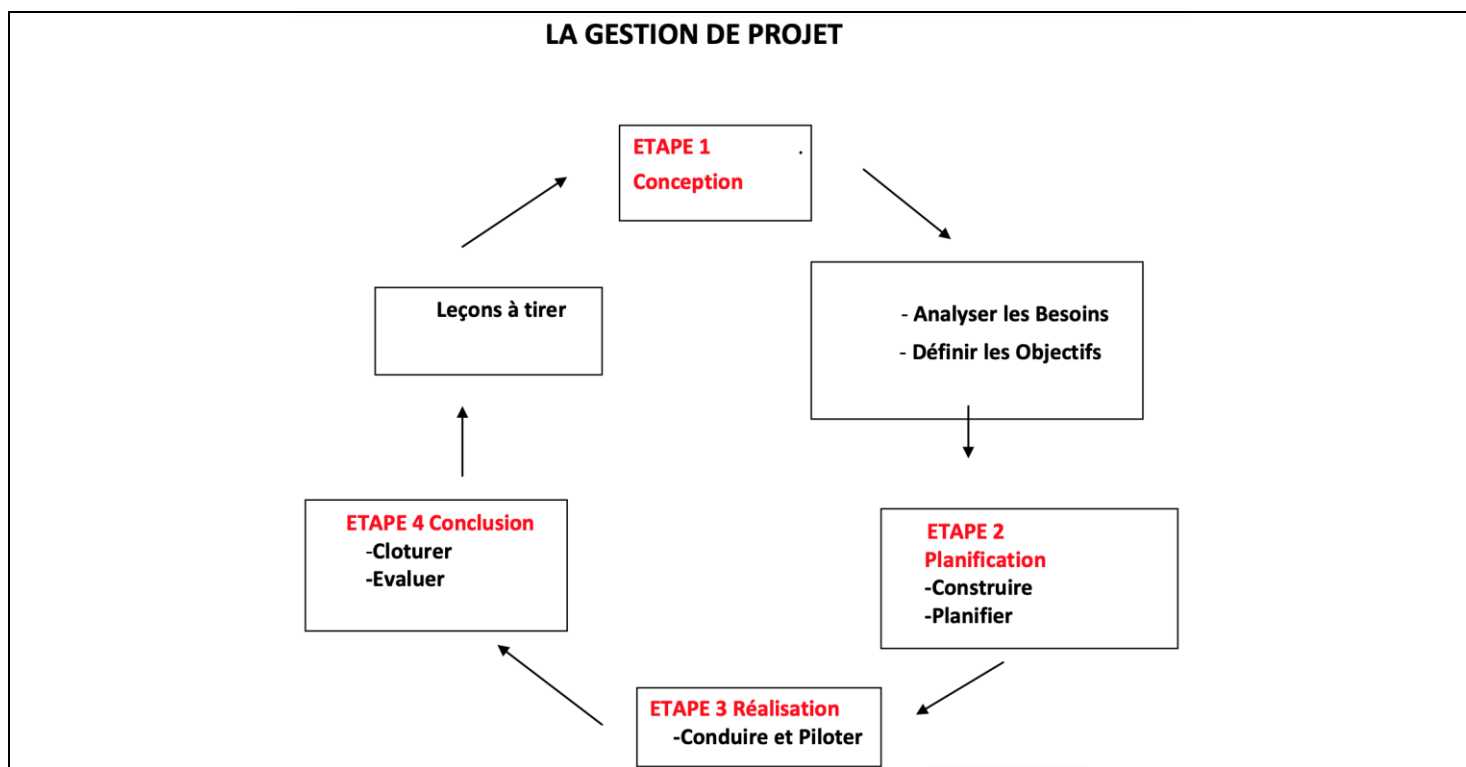 LA GESTION DE PROJET
ETAPE 1 .
Conception
- Analyser les Besoins
- Définir les Objectifs
Leçons à tirer
ETAPE 2
Planification
-Construire
-Planifier
ETAPE 4 Conclusion
-Cloturer
-Evaluer
ETAPE 3 Réalisation
-Conduire et Piloter